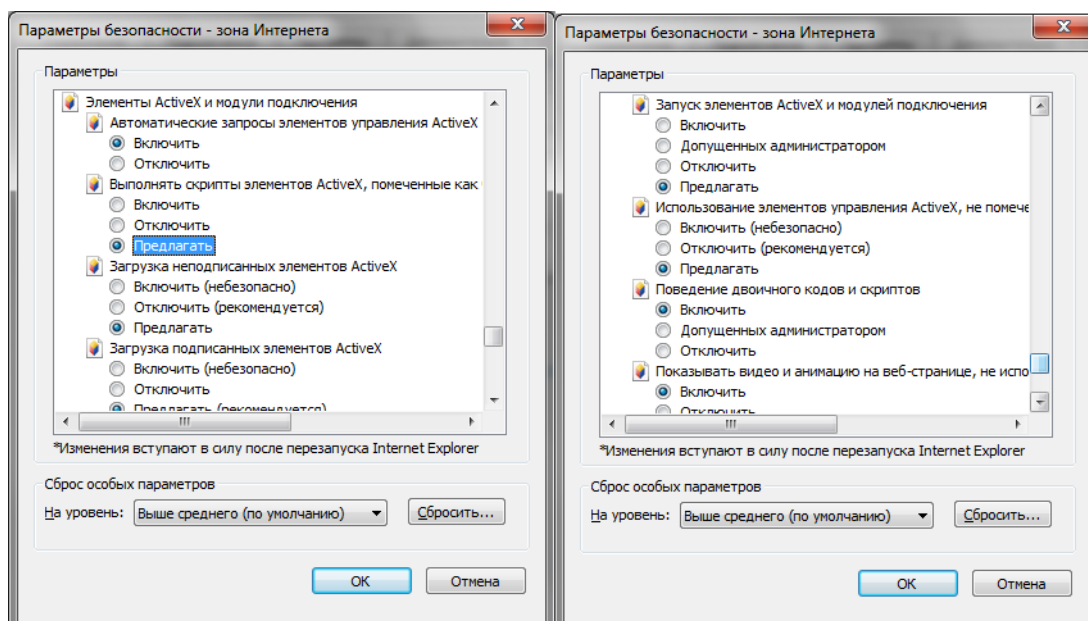 Параметры безопасности - зона Интернета
Параметры
Элементы ActiveX и модули подключения
Автоматические запросы элементов управления ActiveX
Включить
Отключить
Выполнять скрипты элементов ActiveX, помеченные как
Включить
Отключить
Предлагать
Загрузка неподписанных элементов ActiveX
Включить (небезопасно)
Отключить (рекомендуется)
Предлагать
Загрузка подписанных элементов ActiveX
Включить (небезопасно)
Отключить
Предлагать (рекомендуется)
*Изменения вступают в силу после перезапуска Internet Explorer
Сброс особых параметров
На уровень: Выше среднего (по умолчанию) Сбросить...
ОК Отмена
Параметры безопасности - зона Интернета
Параметры
Запуск элементов ActiveX и модулей подключения
Включить
Допущенных администратором
Отключить
Предлагать
Использование элементов управления ActiveX, не помече
Включить (небезопасно)
Отключить (рекомендуется)
Предлагать
Поведение двоичного кодов и скриптов
Включить
Допущенных администратором
Отключить
Показывать видео и анимацию на веб-странице, не испо
Включить
Отключить
*Изменения вступают в силу после перезапуска Internet Explorer
Сброс особых параметров
На уровень: Выше среднего (по умолчанию) Сбросить...
ОК Отмена